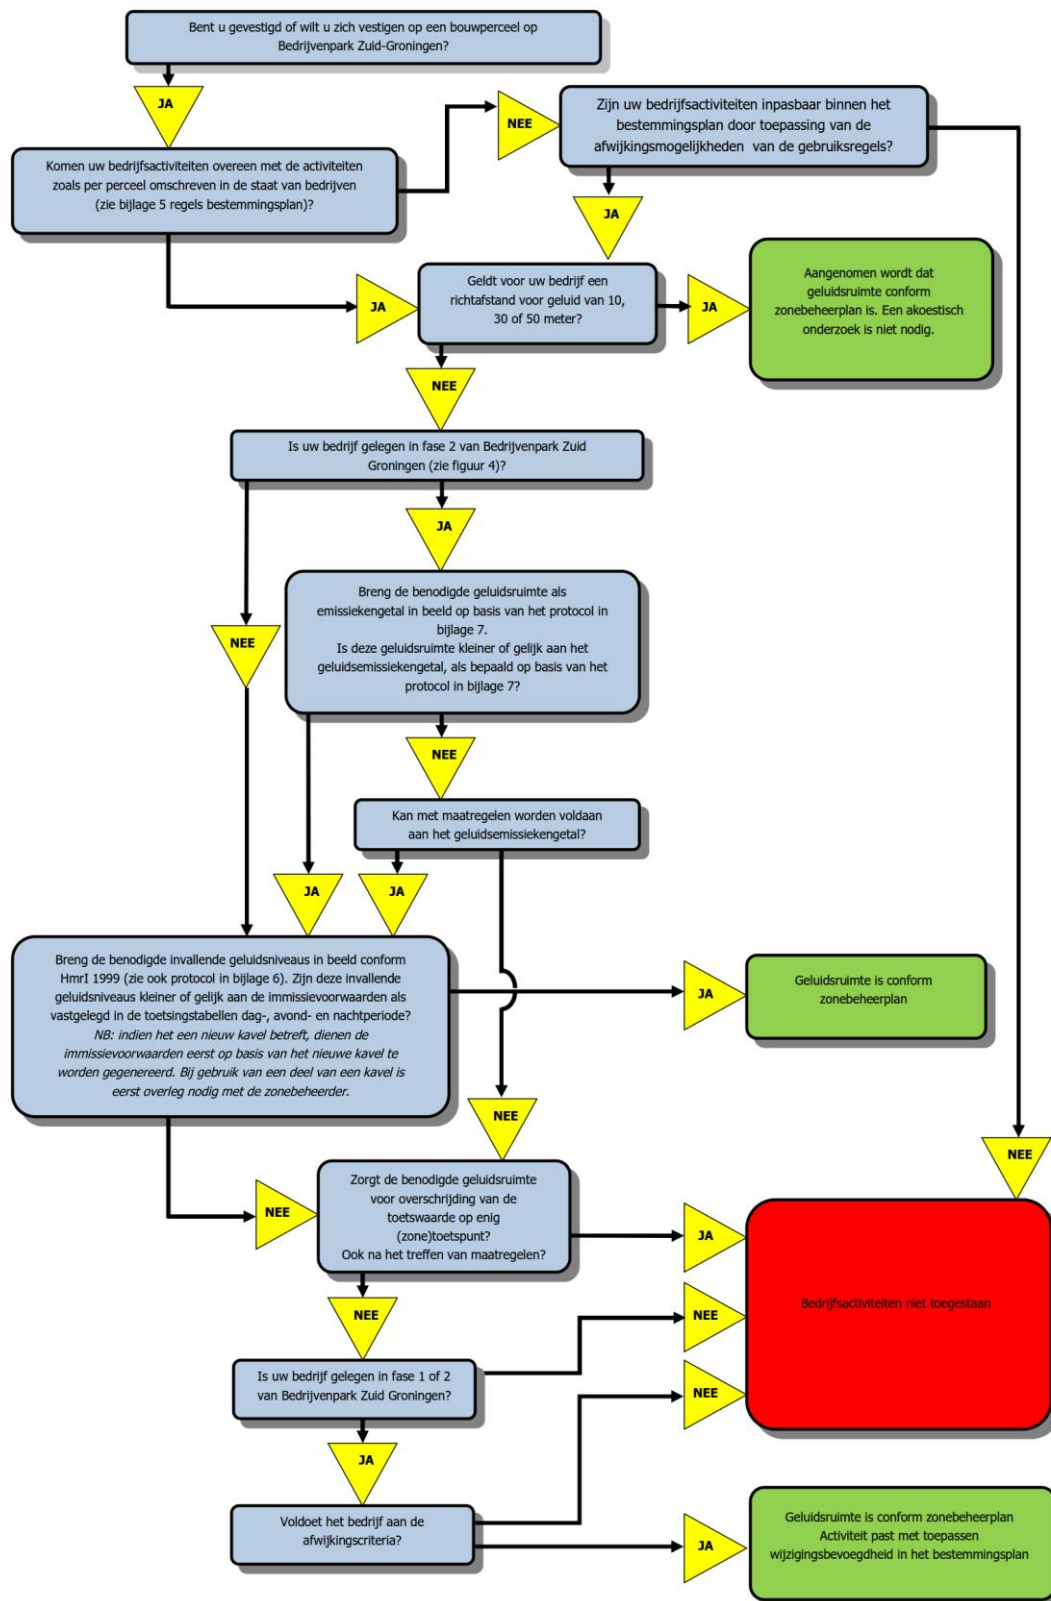 Bent u gevestigd of wilt u zich vestigen op een bouwperceel op
Bedrijvenpark Zuid-Groningen?
JA
Komen uw bedrijfsactiviteiten overeen met de activiteiten
zoals per perceel omschreven in de staat van bedrijven
(zie bijlage 5 regels bestemmingsplan)?
NEE
Zijn uw bedrijfsactiviteiten inpasbaar binnen het
bestemmingsplan door toepassing van de
afwijkingsmogelijkheden van de gebruiksregels?
JA
JA
Geldt voor uw bedrijf een
richtafstand voor geluid van 10,
30 of 50 meter?
JA
Aangenomen wordt dat
geluidsruimte conform
zonebeheerplan is. Een akoestisch
onderzoek is niet nodig.
NEE
Is uw bedrijf gelegen in fase 2 van Bedrijvenpark Zuid
Groningen (zie figuur 4)?
JA
NEE
Breng de benodigde geluidsruimte als
emissiekengetal in beeld op basis van het protocol in
bijlage 7.
Is deze geluidsruimte kleiner of gelijk aan het
geluidsemissiekengetal, als bepaald op basis van het
protocol in bijlage 7?
NEE
Kan met maatregelen worden voldaan
aan het geluidsemissiekengetal?
JA
JA
Breng de benodigde invallende geluidsniveaus in beeld conform
HmrI 1999 (zie ook protocol in bijlage 6). Zijn deze invallende
geluidsniveaus kleiner of gelijk aan de immissievoorwaarden als
vastgelegd in de toetsingstabellen dag-, avond- en nachtperiode?
NB: indien het een nieuw kavel betreft, dienen de
immissievoorwaarden eerst op basis van het nieuwe kavel te
worden gegenereerd. Bij gebruik van een deel van een kavel is
eerst overleg nodig met de zonebeheerder.
JA
Geluidsruimte is conform
zonebeheerplan
NEE
NEE
NEE
Zorgt de benodigde geluidsruimte
voor overschrijding van de
toetswaarde op enig
(zone)toetspunt?
Ook na het treffen van maatregelen?
JA
Bedrijfsactiviteiten niet toegestaan
NEE
NEE
Is uw bedrijf gelegen in fase 1 of 2
van Bedrijvenpark Zuid Groningen?
NEE
JA
Voldoet het bedrijf aan de
afwijkingscriteria?
JA
Geluidsruimte is conform zonebeheerplan
Activiteit past met toepassen
wijzigingsbevoegdheid in het bestemmingsplan